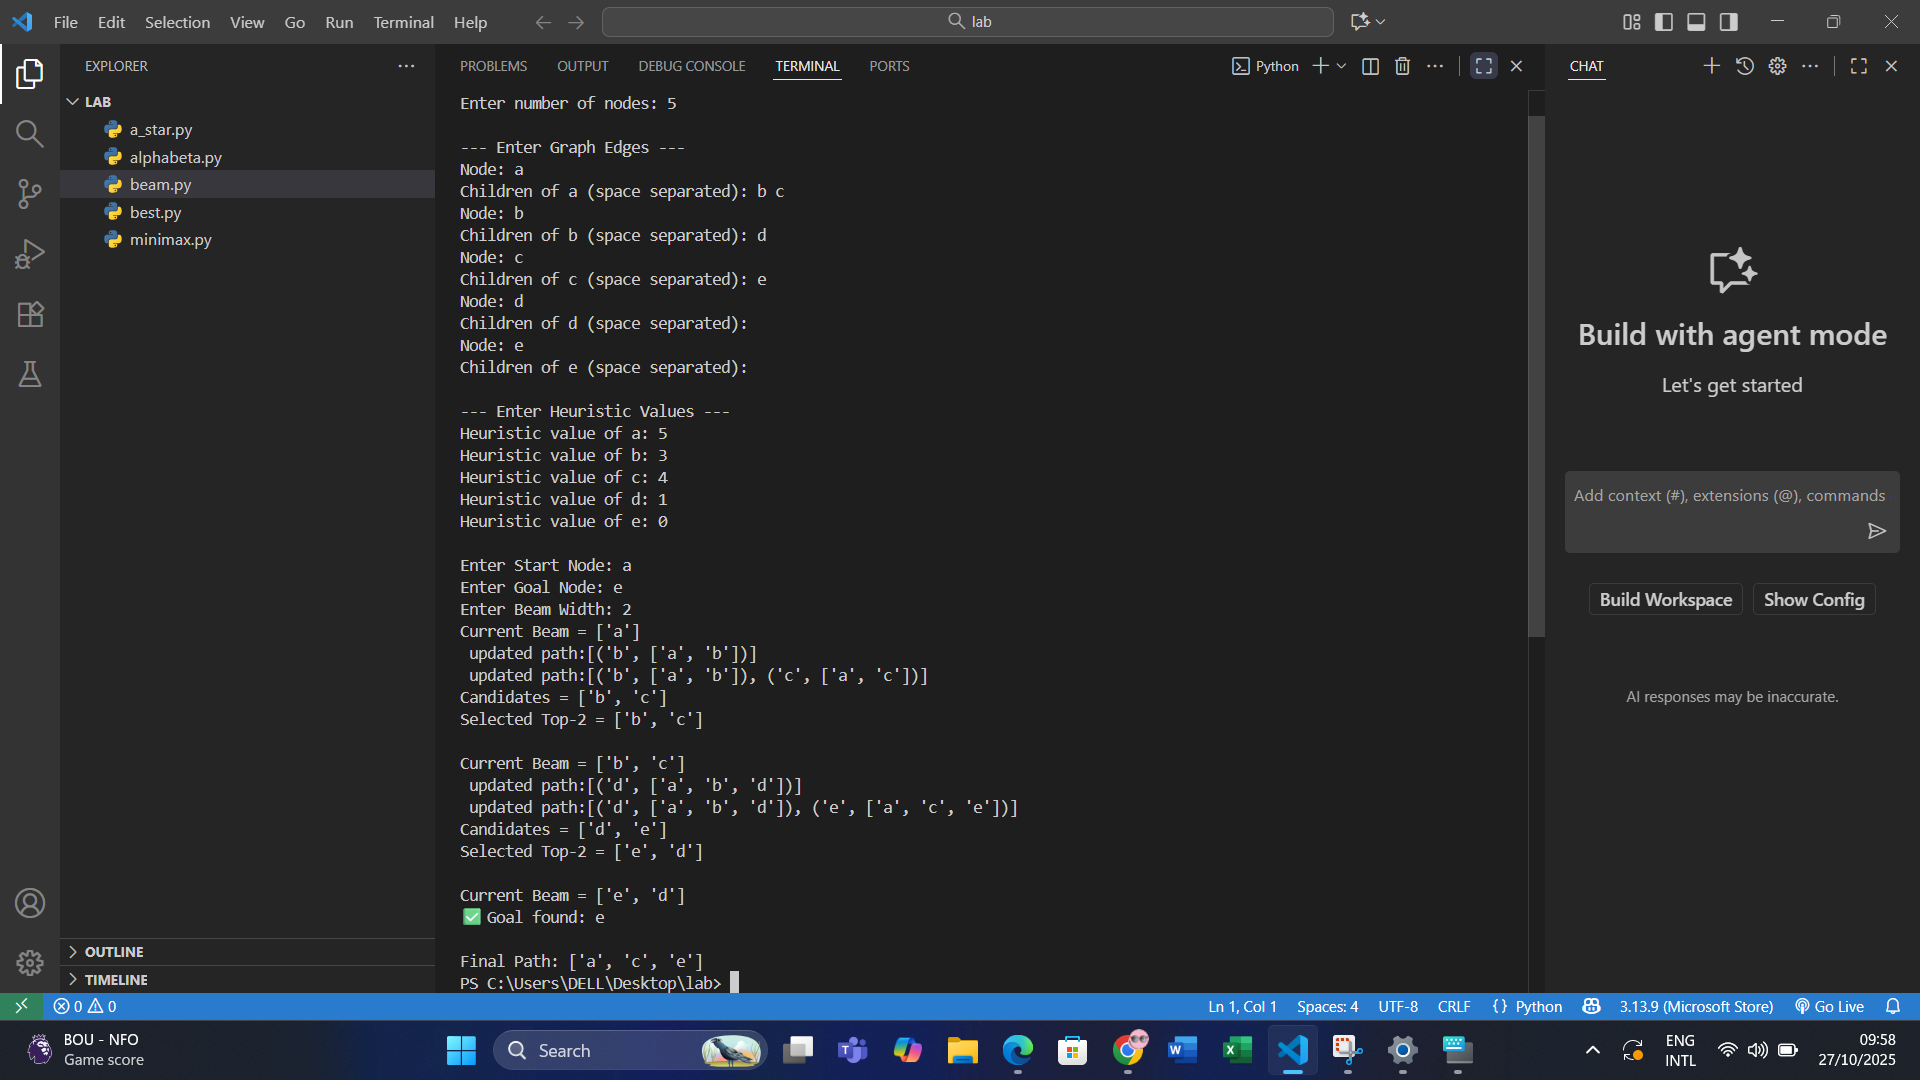 File Edit Selection View Go Run Terminal Help
lab
EXPLORER
LAB
a_star.py
alphabeta.py
beam.py
best.py
minimax.py
OUTLINE
TIMELINE
PROBLEMS OUTPUT DEBUG CONSOLE TERMINAL PORTS
Python
Enter number of nodes: 5
--- Enter Graph Edges ---
Node: a
Children of a (space separated): b c
Node: b
Children of b (space separated): d
Node: c
Children of c (space separated): e
Node: d
Children of d (space separated):
Node: e
Children of e (space separated):
--- Enter Heuristic Values ---
Heuristic value of a: 5
Heuristic value of b: 3
Heuristic value of c: 4
Heuristic value of d: 1
Heuristic value of e: 0
Enter Start Node: a
Enter Goal Node: e
Enter Beam Width: 2
Current Beam = ['a']
updated path:[('b', ['a', 'b'])]
updated path:[('b', ['a', 'b']), ('c', ['a', 'c'])]
Candidates = ['b', 'c']
Selected Top-2 = ['b', 'c']
Current Beam = ['b', 'c']
updated path:[('d', ['a', 'b', 'd'])]
updated path:[('d', ['a', 'b', 'd']), ('e', ['a', 'c', 'e'])]
Candidates = ['d', 'e']
Selected Top-2 = ['e', 'd']
Current Beam = ['e', 'd']
✅ Goal found: e
Final Path: ['a', 'c', 'e']
PS C:\Users\DELL\Desktop\lab>
CHAT
Build with agent mode
Let's get started
Add context (#), extensions (@), commands
Build Workspace Show Config
AI responses may be inaccurate.
0 0
Ln 1, Col 1 Spaces: 4 UTF-8 CRLF {} Python 3.13.9 (Microsoft Store) Go Live
BOU - NFO
Game score
Search
ENG
INTL
09:58
27/10/2025